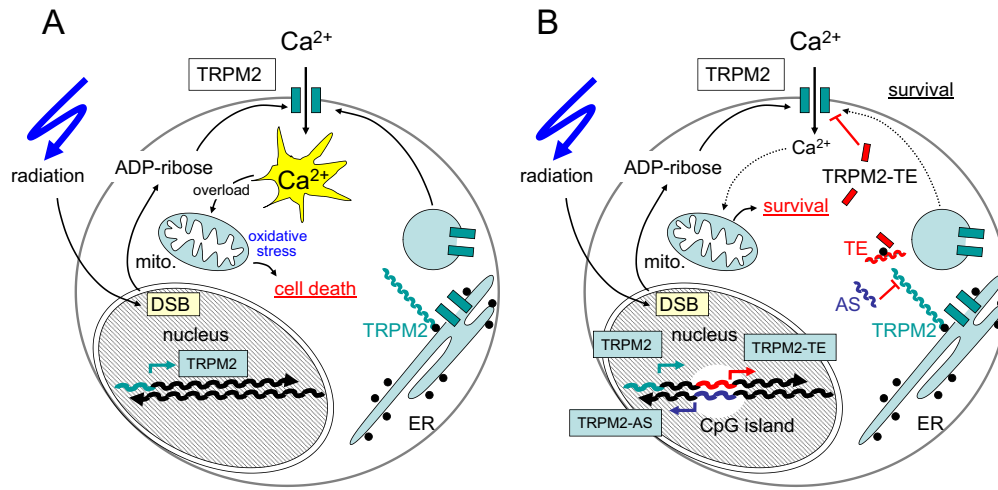 A
Ca2+
TRPM2
radiation
ADP-ribose
overload
Ca2+
mito.
oxidative
stress
cell death
DSB
nucleus
TRPM2
TRPM2
ER
B
Ca2+
TRPM2
survival
radiation
ADP-ribose
Ca2+
TRPM2-TE
survival
mito.
TE
AS
DSB
nucleus
TRPM2
TRPM2
TRPM2-TE
TRPM2-AS
CpG island
ER